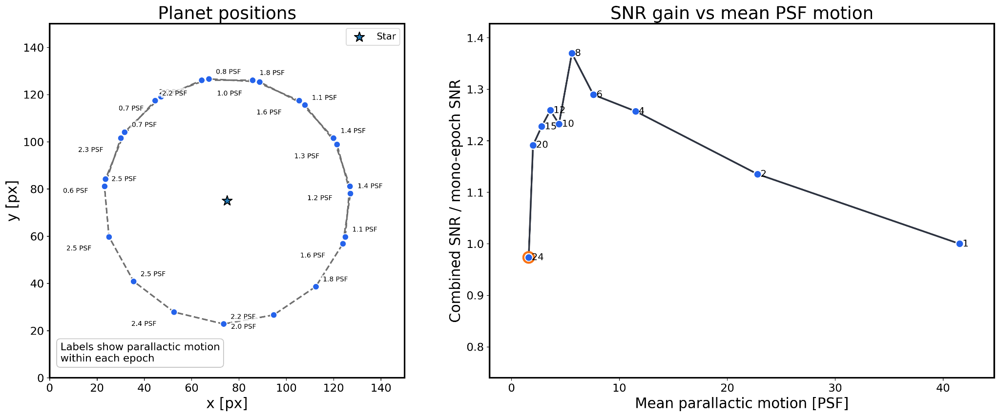 Planet positions
Star
0.8 PSF
1.8 PSF
2.2 PSF
1.0 PSF
1.1 PSF
0.7 PSF
1.6 PSF
0.7 PSF
1.4 PSF
2.3 PSF
1.3 PSF
2.5 PSF
1.4 PSF
0.6 PSF
1.2 PSF
1.1 PSF
2.5 PSF
1.6 PSF
2.5 PSF
1.8 PSF
2.2 PSF
2.4 PSF
2.0 PSF
Labels show parallactic motion
within each epoch
140
120
100
80
60
40
20
0
0 20 40 60 80 100 120 140
x [px]
y [px]
SNR gain vs mean PSF motion
8
6
12
4
15
10
20
2
1
24
1.4
1.3
1.2
1.1
1.0
0.9
0.8
0 10 20 30 40
Mean parallactic motion [PSF]
Combined SNR / mono-epoch SNR